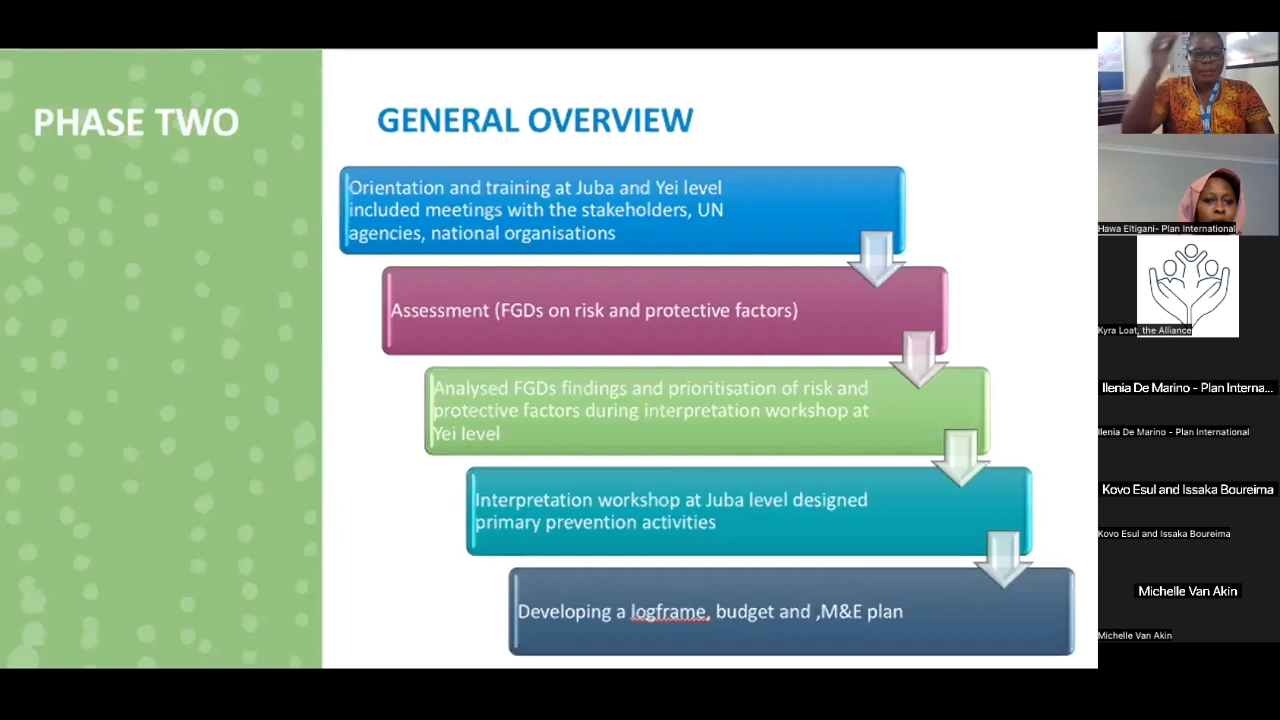 PHASE TWO
GENERAL OVERVIEW
Orientation and training at Juba and Yei level
included meetings with the stakeholders, UN
agencies, national organisations
Assessment (FGDs on risk and protective factors)
Analysed FGDs findings and prioritisation of risk and
protective factors during interpretation workshop at
Yei level
Interpretation workshop at Juba level designed
primary prevention activities
Developing a logframe, budget and ,M&E plan
Hawa Eltigani- Plan International
Kyra Loat, the Alliance
Ilenia De Marino - Plan Interna...
Ilenia De Marino - Plan International
Kovo Esul and Issaka Boureima
Kovo Esul and Issaka Boureima
Michelle Van Akin
Michelle Van Akin